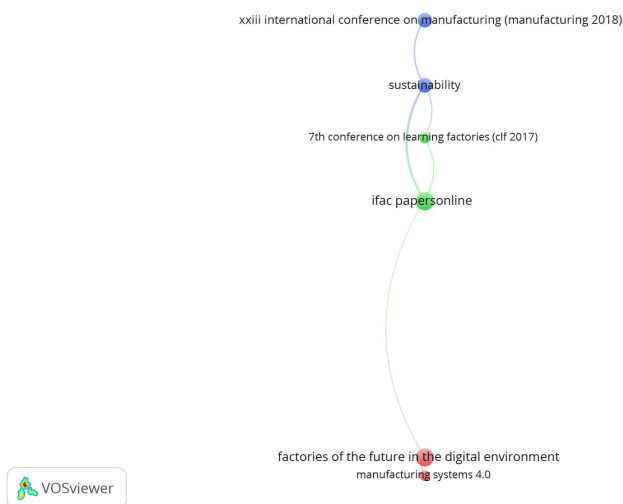 xxiii international conference on manufacturing (manufacturing 2018)
sustainability
7th conference on learning factories (clf 2017)
ifac papersonline
factories of the future in the digital environment
manufacturing systems 4.0
VOSviewer